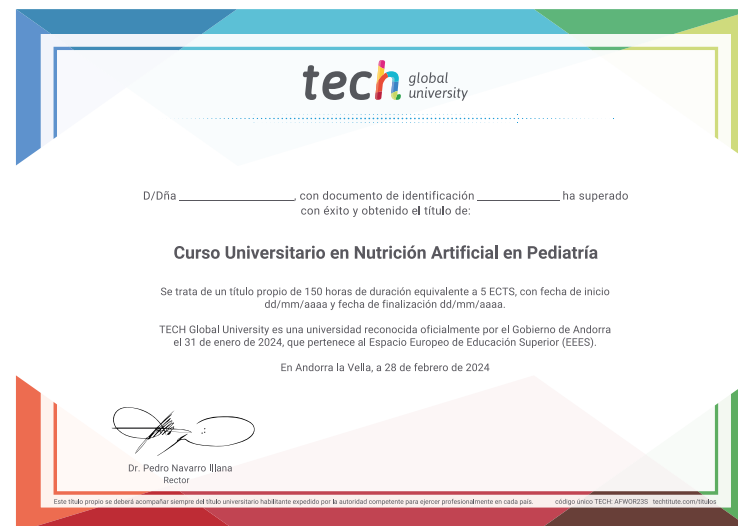 tech global university
D/Dña ____________________, con documento de identificación ______________ ha superado
con éxito y obtenido el título de:
Curso Universitario en Nutrición Artificial en Pediatría
Se trata de un título propio de 150 horas de duración equivalente a 5 ECTS, con fecha de inicio
dd/mm/aaaa y fecha de finalización dd/mm/aaaa.
TECH Global University es una universidad reconocida oficialmente por el Gobierno de Andorra
el 31 de enero de 2024, que pertenece al Espacio Europeo de Educación Superior (EEES).
En Andorra la Vella, a 28 de febrero de 2024
Dr. Pedro Navarro Illana
Rector
Este título propio se deberá acompañar siempre del título universitario habilitante expedido por la autoridad competente para ejercer profesionalmente en cada país. código único TECH: AFWOR23S techtitute.com/titulos